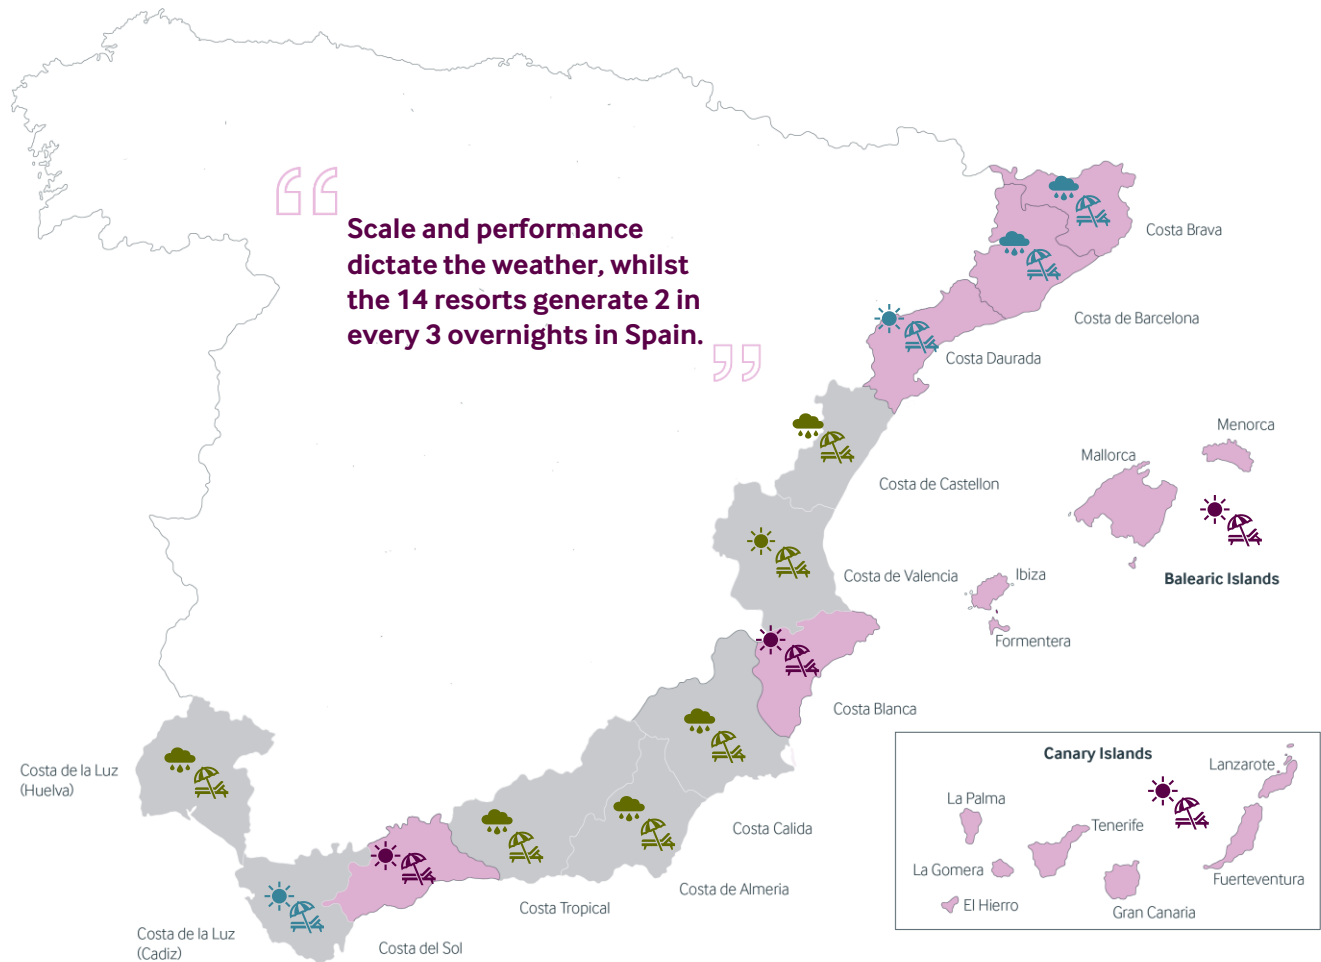 “
Scale and performance
dictate the weather, whilst
the 14 resorts generate 2 in
every 3 overnights in Spain.
”
Costa Brava
Costa de Barcelona
Costa Daurada
Menorca
Mallorca
Costa de Castellon
Costa de Valencia
Ibiza
Balearic Islands
Formentera
Costa Blanca
Canary Islands
Lanzarote
La Palma
Tenerife
La Gomera
Fuerteventura
El Hierro
Gran Canaria
Costa de la Luz
(Huelva)
Costa Calida
Costa de Almeria
Costa Tropical
Costa de la Luz
(Cadiz)
Costa del Sol